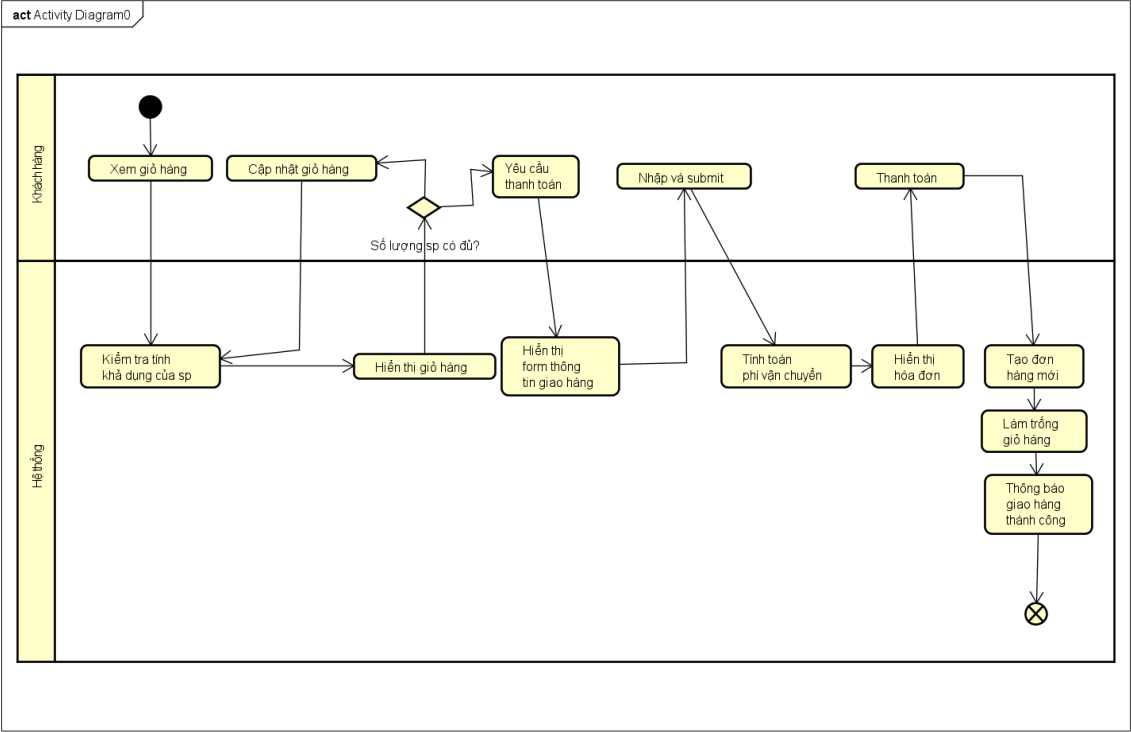 act Activity Diagram0
Khách hàng
Xem giỏ hàng
Cập nhật giỏ hàng
Yêu cầu
thanh toán
Nhập và submit
Thanh toán
Số lượng sp có đủ?
Hệ thống
Kiểm tra tính
khả dụng của sp
Hiển thị giỏ hàng
Hiển thị
form thông
tin giao hàng
Tính toán
phí vận chuyển
Hiển thị
hóa đơn
Tạo đơn
hàng mới
Làm trống
giỏ hàng
Thông báo
giao hàng
thành công